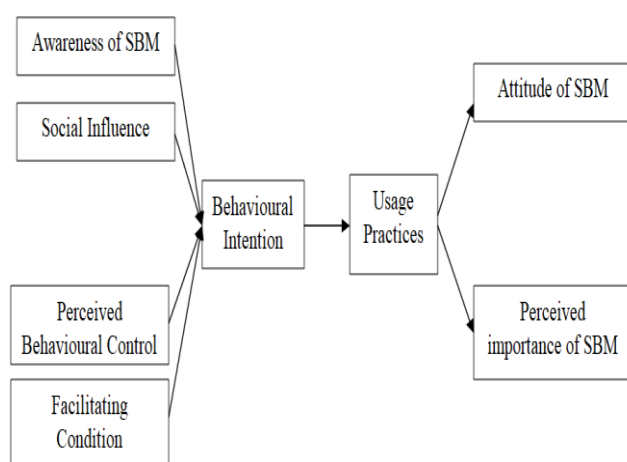 Awareness of SBM
Social Influence
Perceived
Behavioural Control
Facilitating
Condition
Behavioural
Intention
Usage
Practices
Attitude of SBM
Perceived
importance of SBM